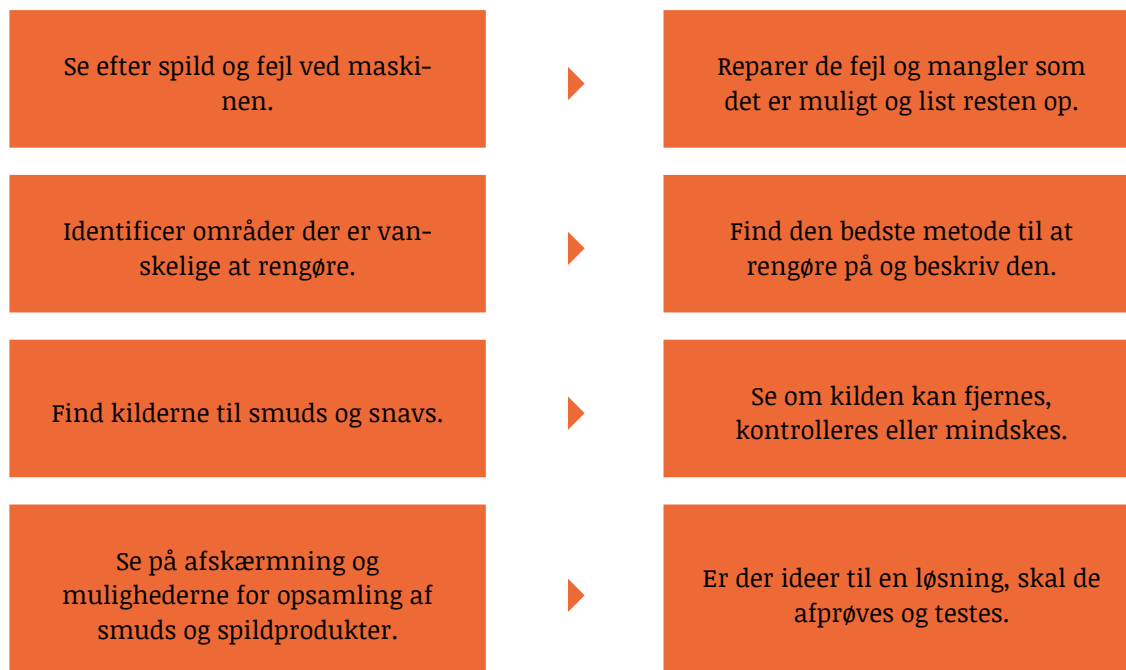 Se efter spild og fejl ved maski-
nen.
Reparer de fejl og mangler som
det er muligt og list resten op.
Identificer områder der er van-
skelige at rengøre.
Find den bedste metode til at
rengøre på og beskriv den.
Find kilderne til smuds og snavs.
Se om kilden kan fjernes,
kontrolleres eller mindskes.
Se på afskærmning og
mulighederne for opsamling af
smuds og spildprodukter.
Er der ideer til en løsning, skal de
afprøves og testes.